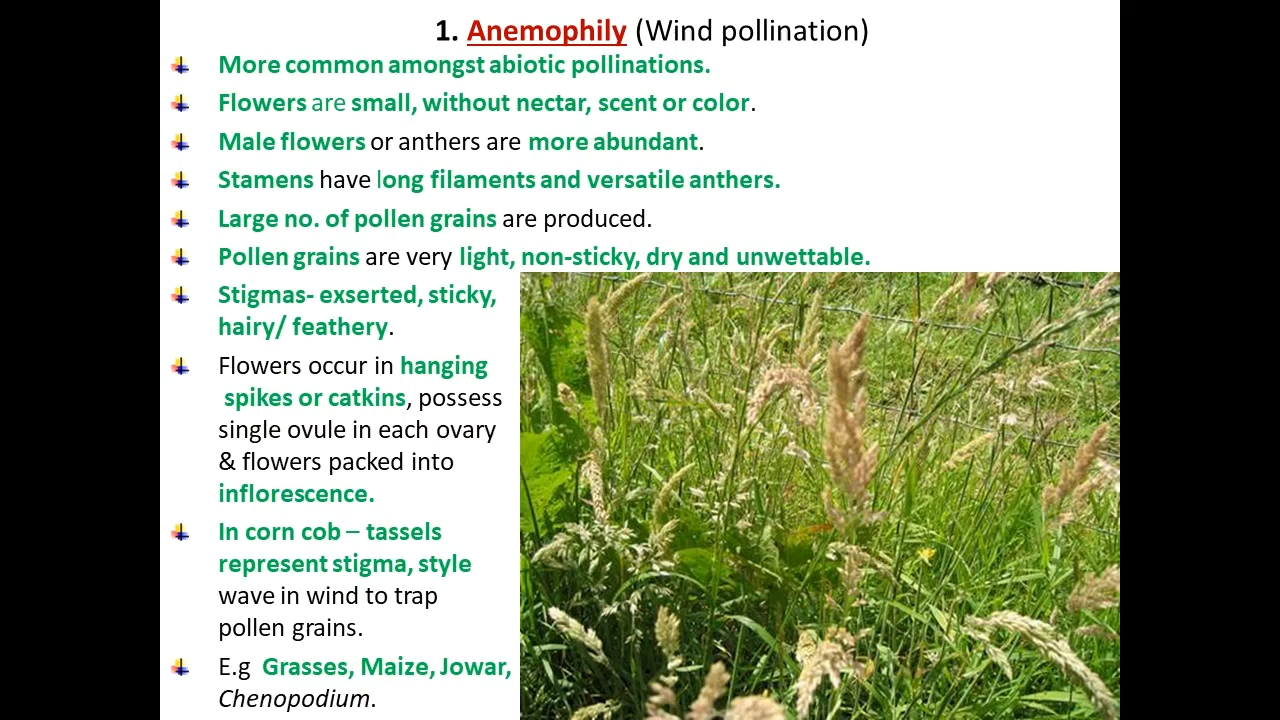 1. Anemophily (Wind pollination)
More common amongst abiotic pollinations.
Flowers are small, without nectar, scent or color.
Male flowers or anthers are more abundant.
Stamens have long filaments and versatile anthers.
Large no. of pollen grains are produced.
Pollen grains are very light, non-sticky, dry and unwettable.
Stigmas- exserted, sticky,
hairy/ feathery.
Flowers occur in hanging
spikes or catkins, possess
single ovule in each ovary
& flowers packed into
inflorescence.
In corn cob – tassels
represent stigma, style
wave in wind to trap
pollen grains.
E.g Grasses, Maize, Jowar,
Chenopodium.